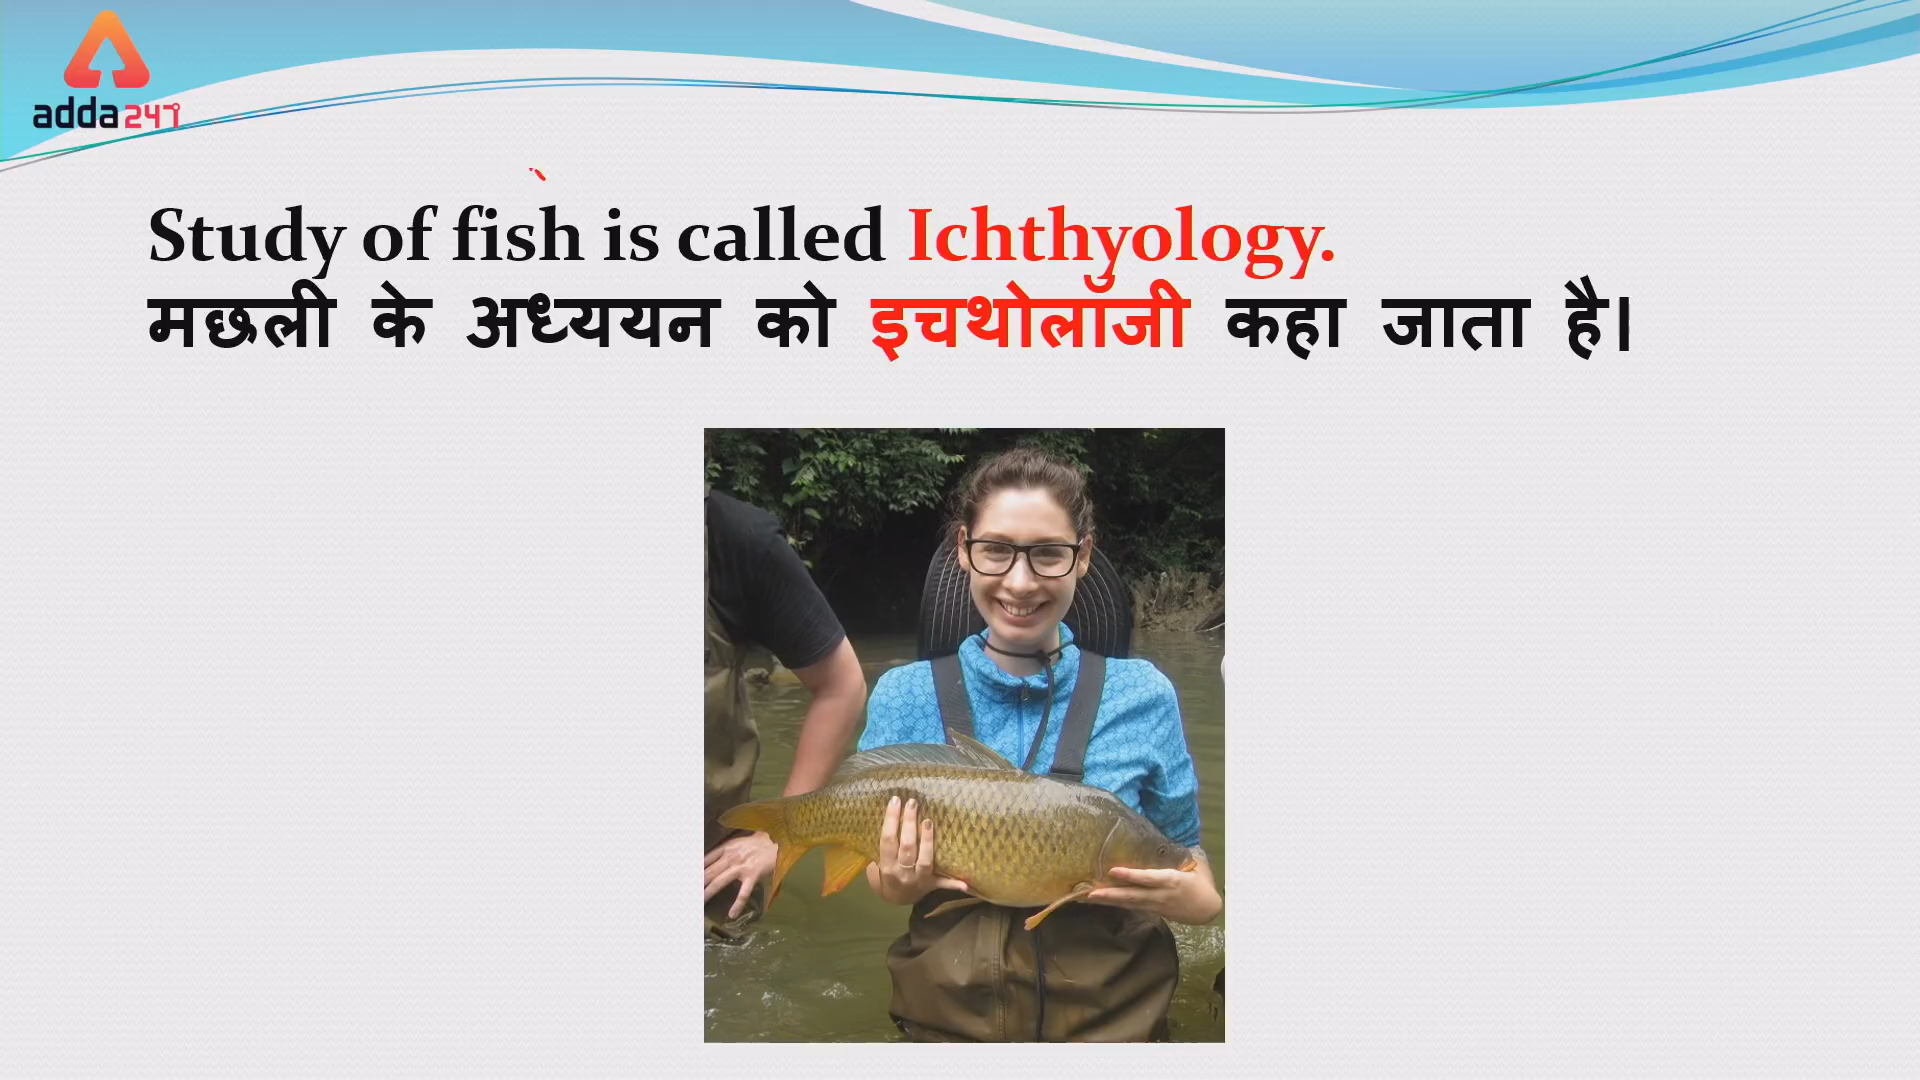 adda247
Study of fish is called Ichthyology.
मछली के अध्ययन को इचथोलॉजी कहा जाता है।